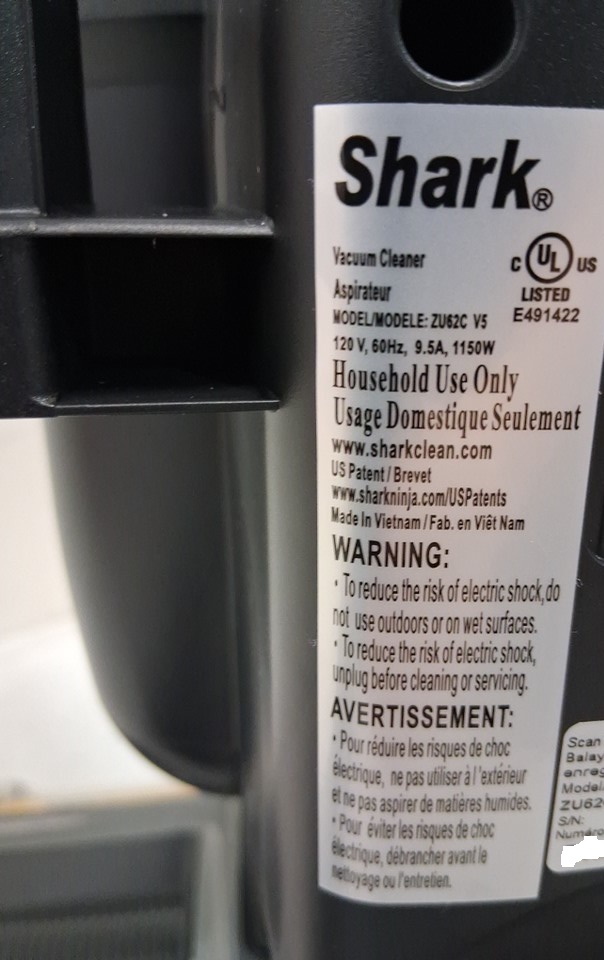 Shark®
Vacuum Cleaner
Aspirateur
C UL US
LISTED
E491422
MODEL/MODELE: ZU62C V5
120 V, 60Hz, 9.5A, 1150W
Household Use Only
Usage Domestique Seulement
www.sharkclean.com
US Patent / Brevet
www.sharkninja.com/USPatents
Made In Vietnam / Fab. en Viêt Nam
WARNING:
· To reduce the risk of electric shock, do
not use outdoors or on wet surfaces.
· To reduce the risk of electric shock,
unplug before cleaning or servicing.
AVERTISSEMENT:
· Pour réduire les risques de choc
électrique, ne pas utiliser à l'extérieur
et ne pas aspirer de matières humides.
· Pour éviter les risques de choc
électrique, débrancher avant le
nettoyage ou l'entretien.
Scan
Balay
enreg
Model
ZU62
S/N:
Numéro